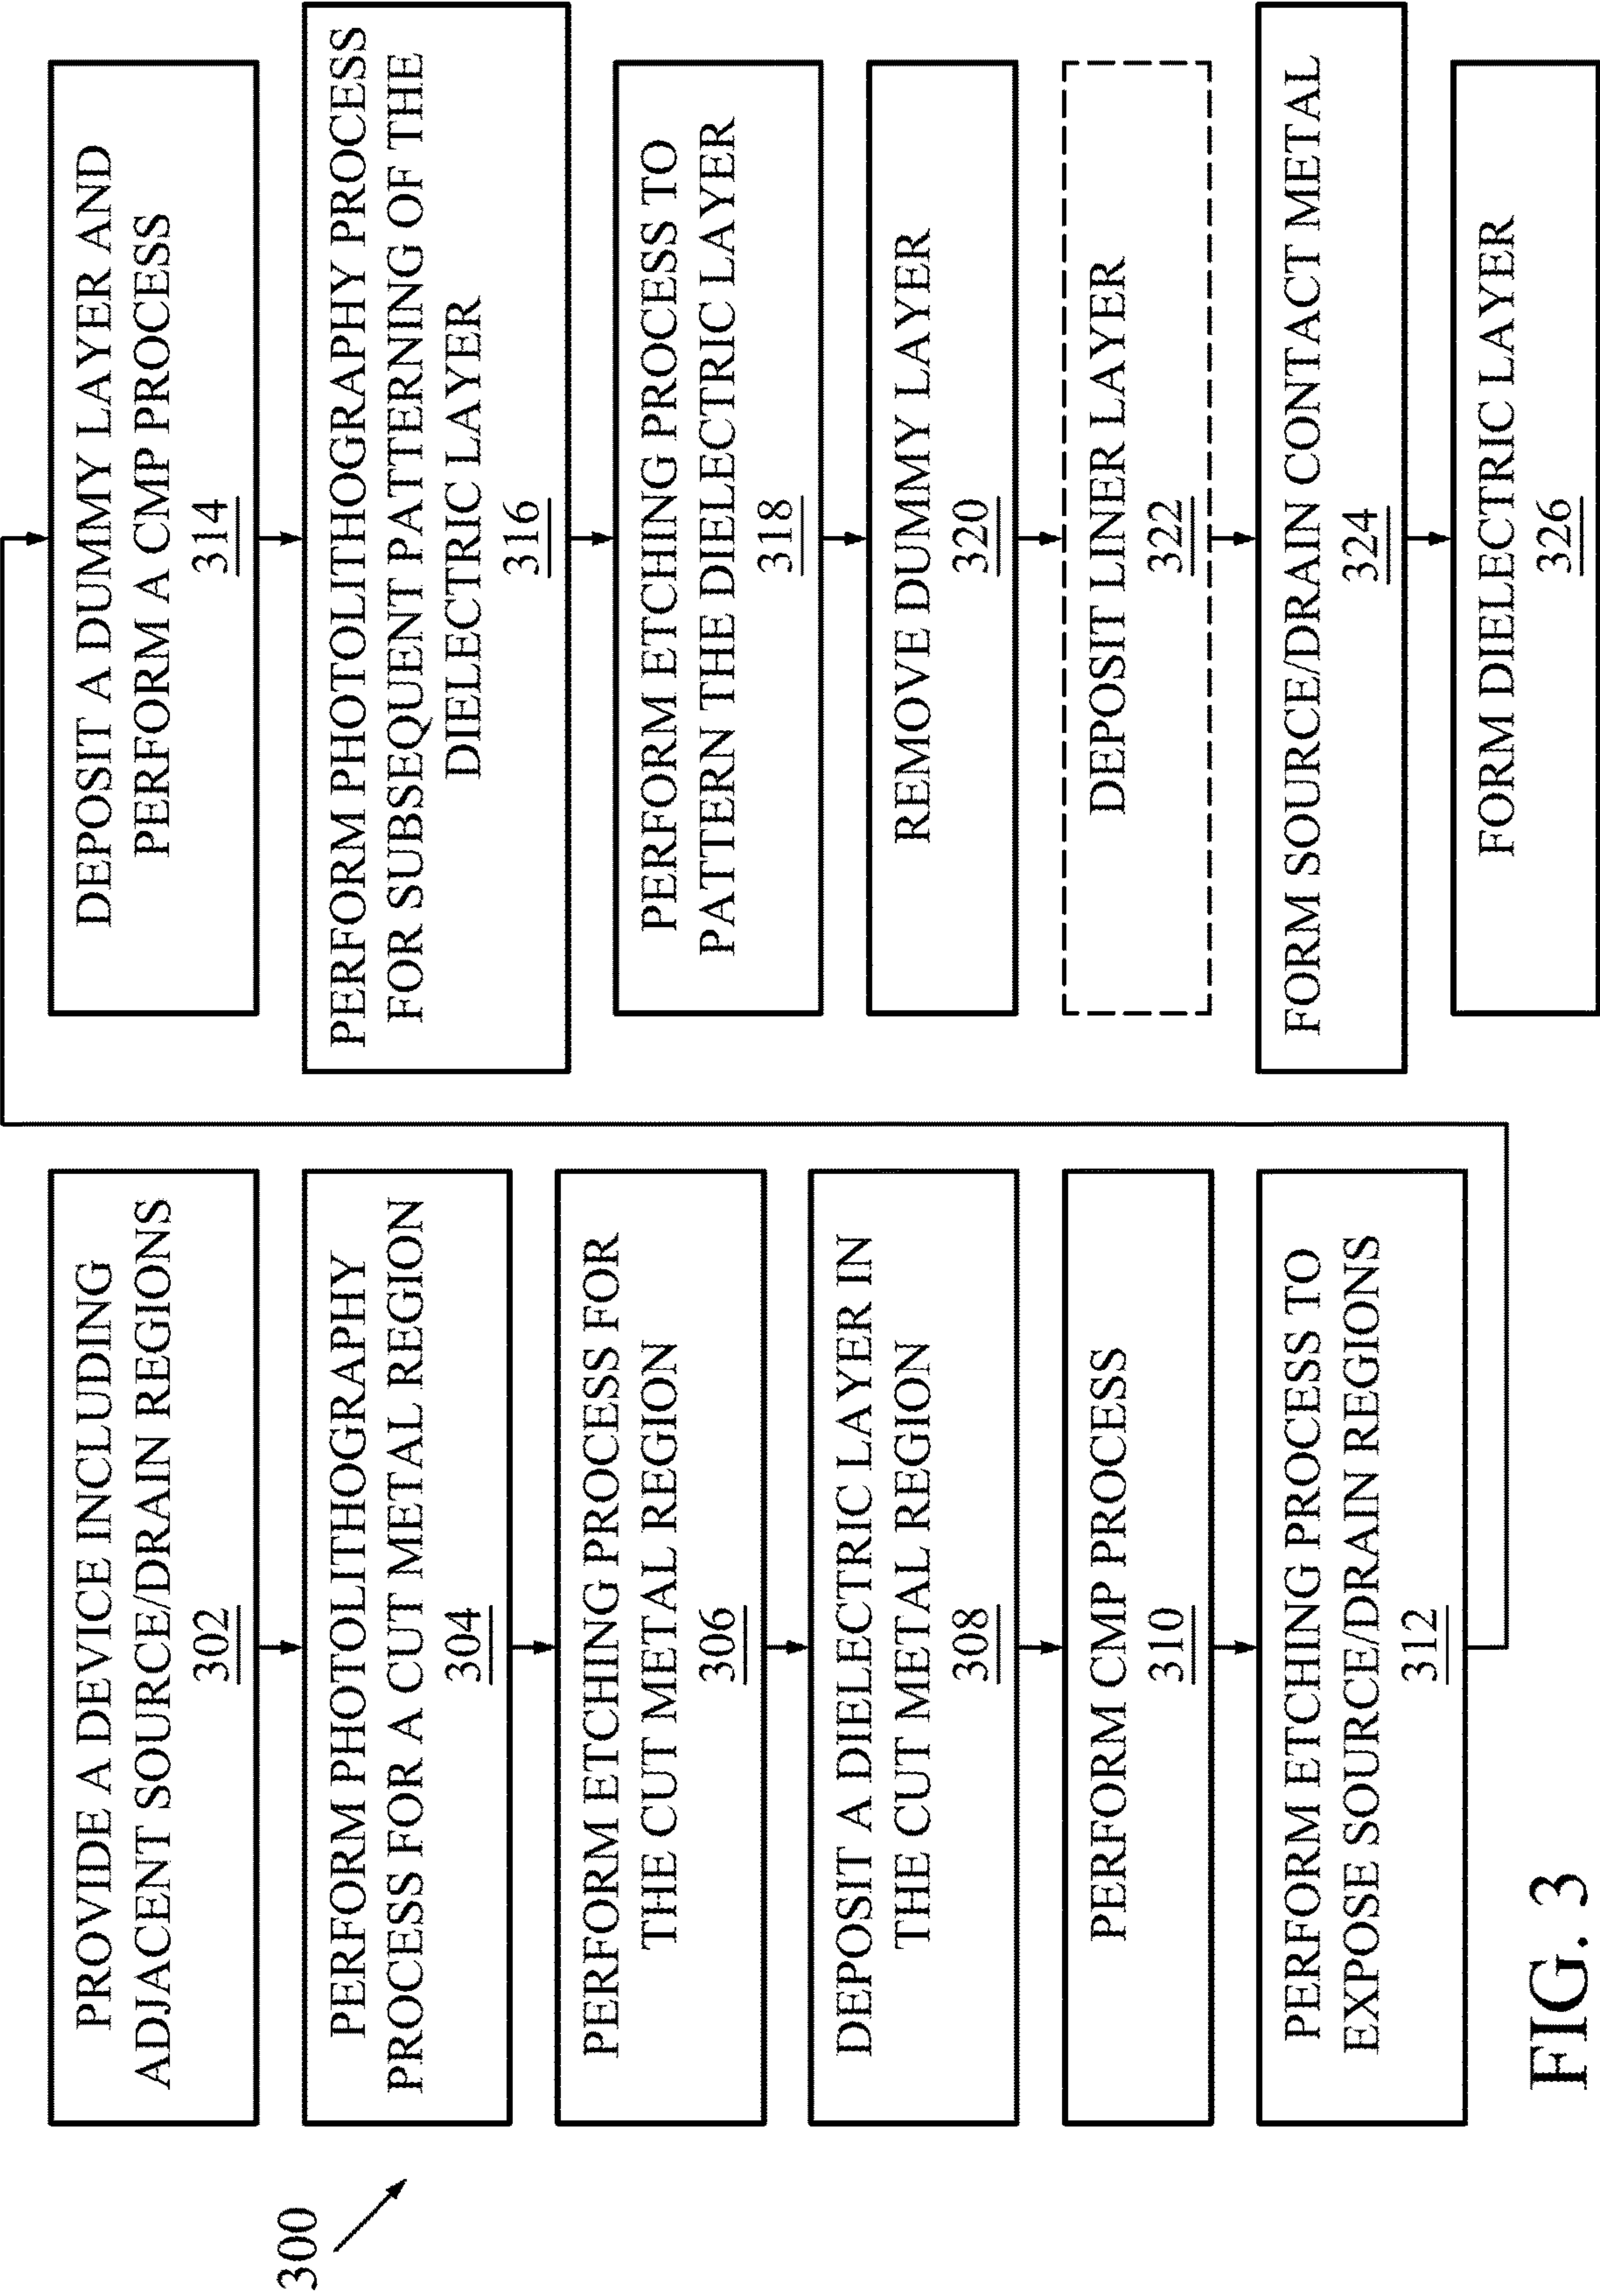 300
PROVIDE A DEVICE INCLUDING
ADJACENT SOURCE/DRAIN REGIONS
302
PERFORM PHOTOLITHOGRAPHY
PROCESS FOR A CUT METAL REGION
304
PERFORM ETCHING PROCESS FOR
THE CUT METAL REGION
306
DEPOSIT A DIELECTRIC LAYER IN
THE CUT METAL REGION
308
PERFORM CMP PROCESS
310
PERFORM ETCHING PROCESS TO
EXPOSE SOURCE/DRAIN REGIONS
312
DEPOSIT A DUMMY LAYER AND
PERFORM A CMP PROCESS
314
PERFORM PHOTOLITHOGRAPHY PROCESS
FOR SUBSEQUENT PATTERNING OF THE
DIELECTRIC LAYER
316
PERFORM ETCHING PROCESS TO
PATTERN THE DIELECTRIC LAYER
318
REMOVE DUMMY LAYER
320
DEPOSIT LINER LAYER
322
FORM SOURCE/DRAIN CONTACT METAL
324
FORM DIELECTRIC LAYER
326
FIG. 3